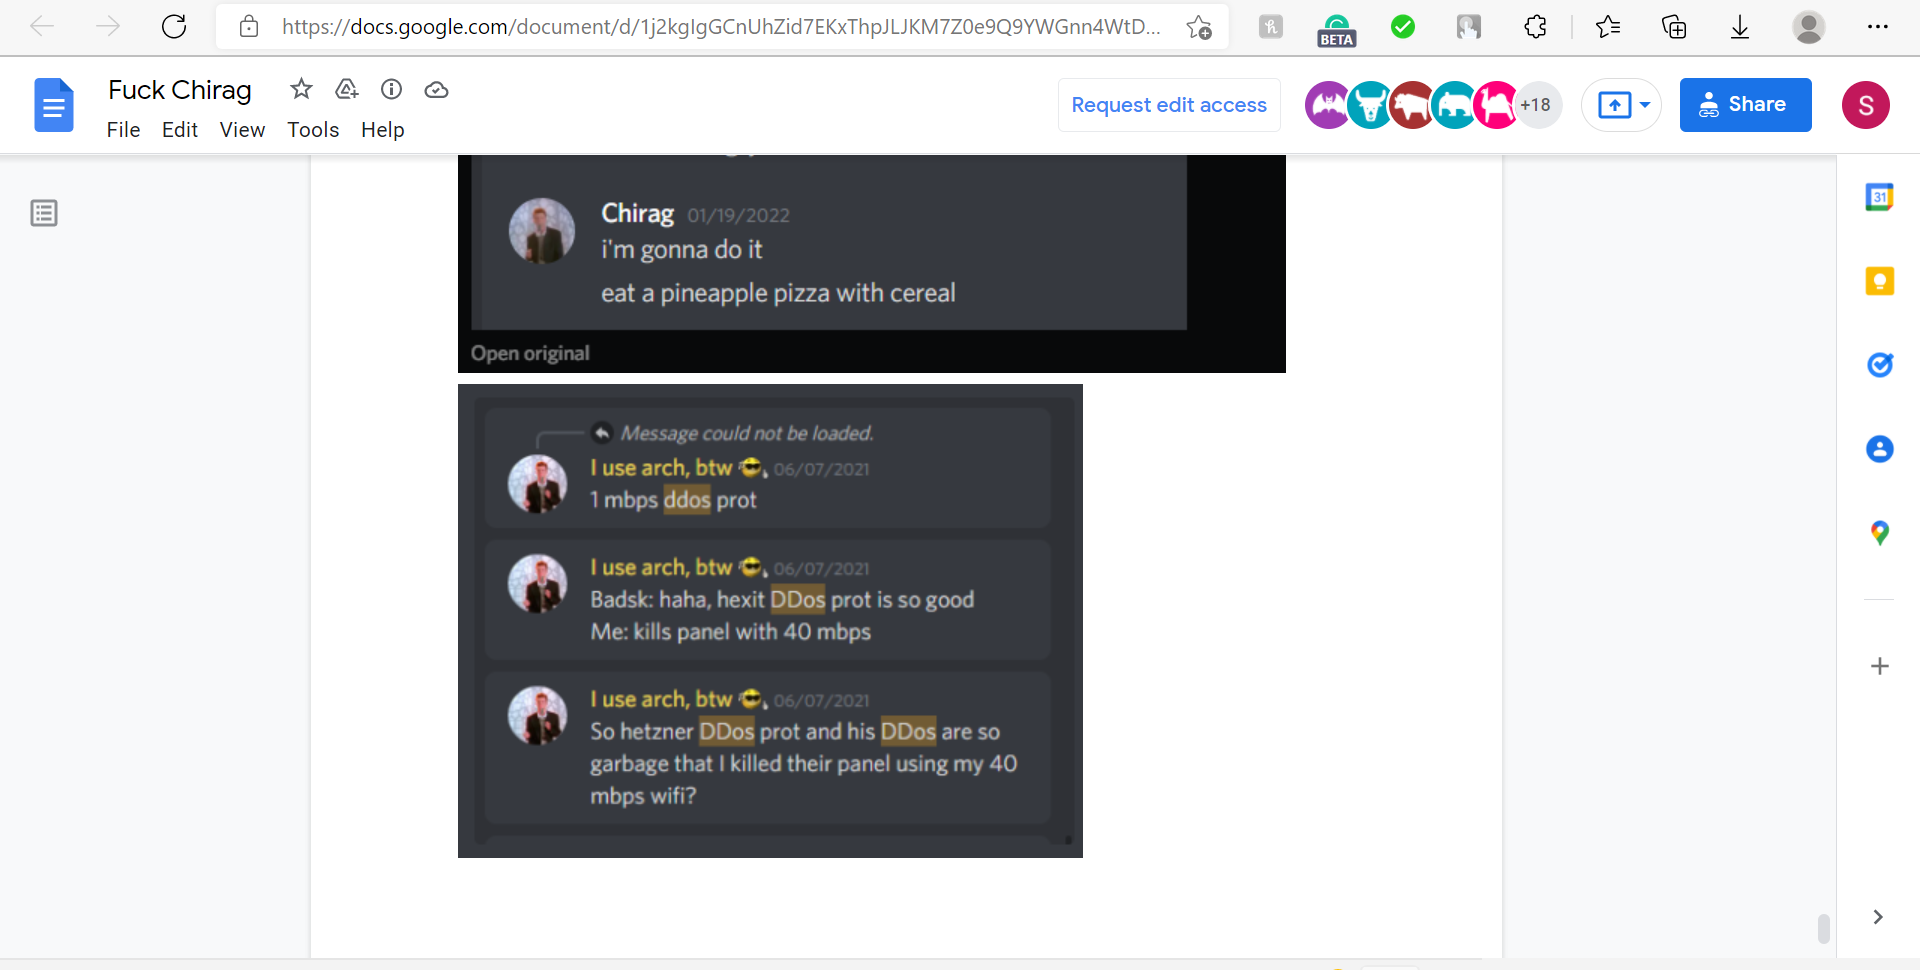 https://docs.google.com/document/d/1j2kgIgGCnUhZid7EKxThpJLJKM7Z0e9Q9YWGnn4WtD...
BETA
Fuck Chirag
File Edit View Tools Help
Request edit access
+18
Share
S
31
Chirag 01/19/2022
i'm gonna do it
eat a pineapple pizza with cereal
Open original
Message could not be loaded.
I use arch, btw 😎, 06/07/2021
1 mbps ddos prot
I use arch, btw 😎, 06/07/2021
Badsk: haha, hexit DDos prot is so good
Me: kills panel with 40 mbps
I use arch, btw 😎, 06/07/2021
So hetzner DDos prot and his DDos are so
garbage that I killed their panel using my 40
mbps wifi?